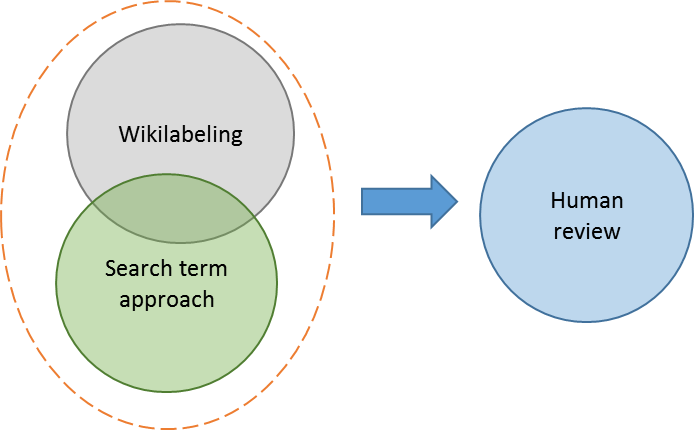 Wikilabeling
Search term
approach
Human
review